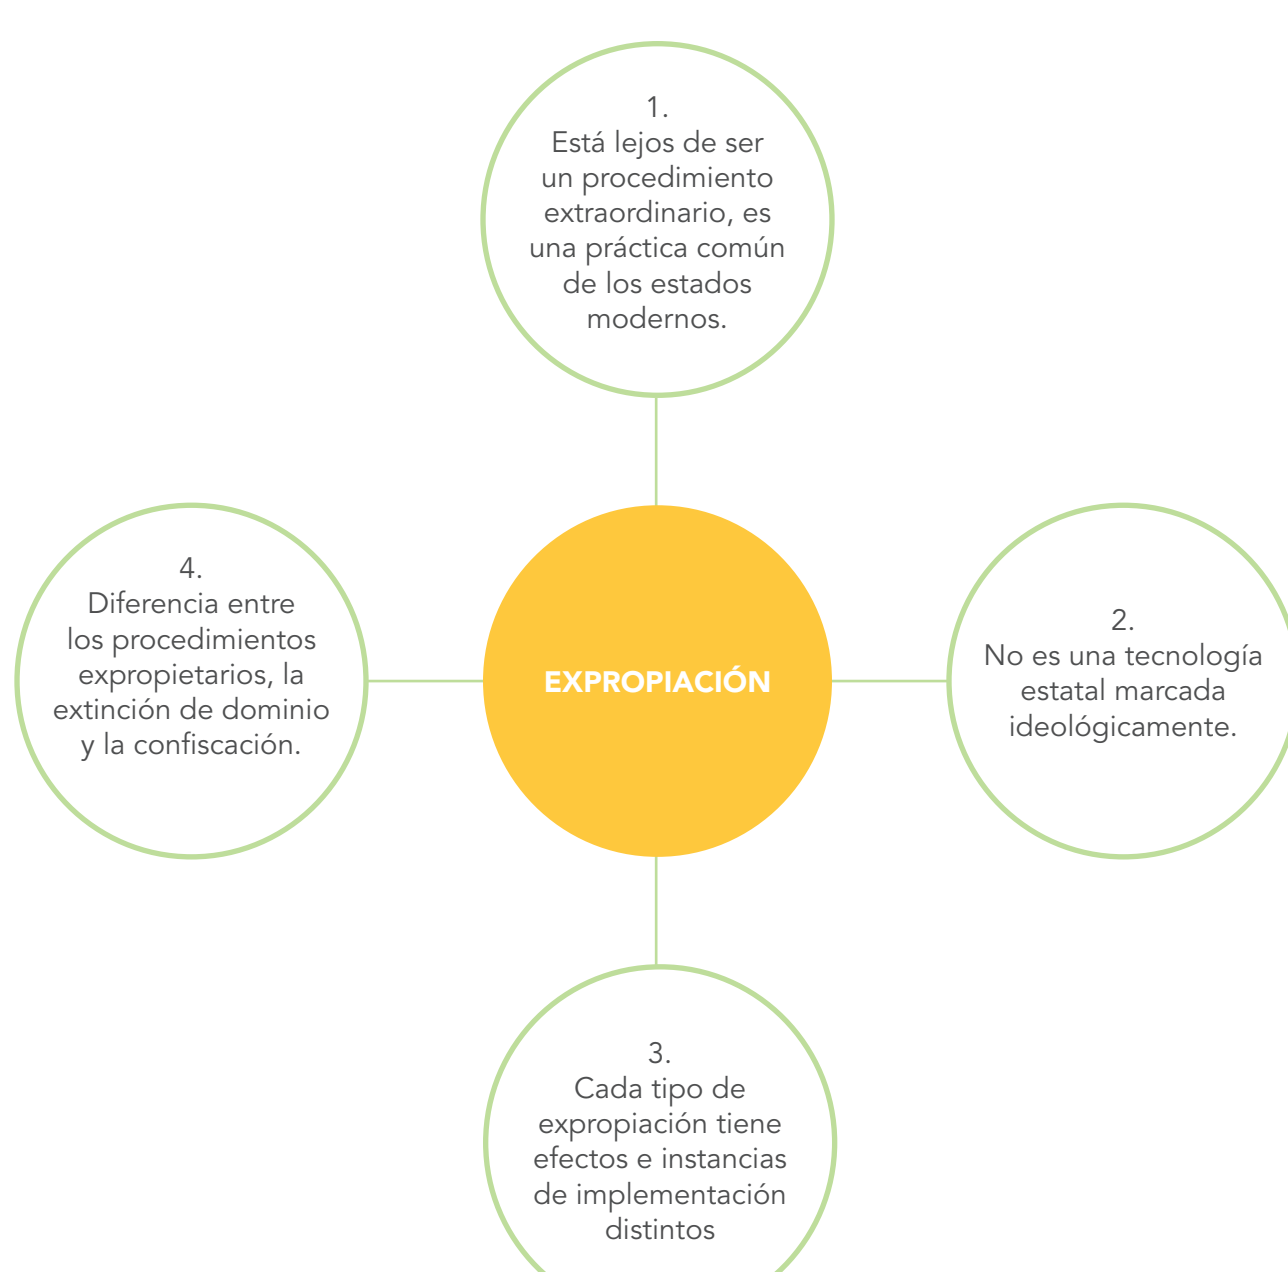 1.
Está lejos de ser
un procedimiento
extraordinario, es
una práctica común
de los estados
modernos.
4.
Diferencia entre
los procedimientos
expropietarios, la
extinción de dominio
y la confiscación.
EXPROPIACIÓN
2.
No es una tecnología
estatal marcada
ideológicamente.
3.
Cada tipo de
expropiación tiene
efectos e instancias
de implementación
distintos